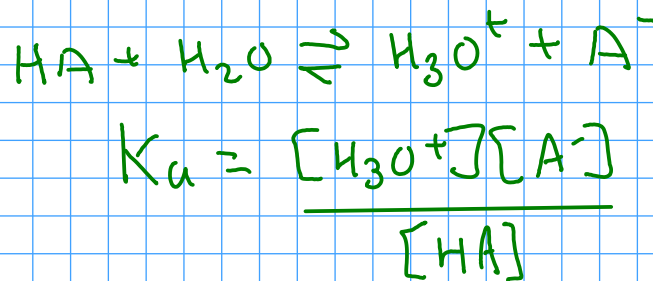 HA + H₂O ⇌ H₃O⁺ + A⁻
Ka = [H₃O⁺][A⁻]
[HA]